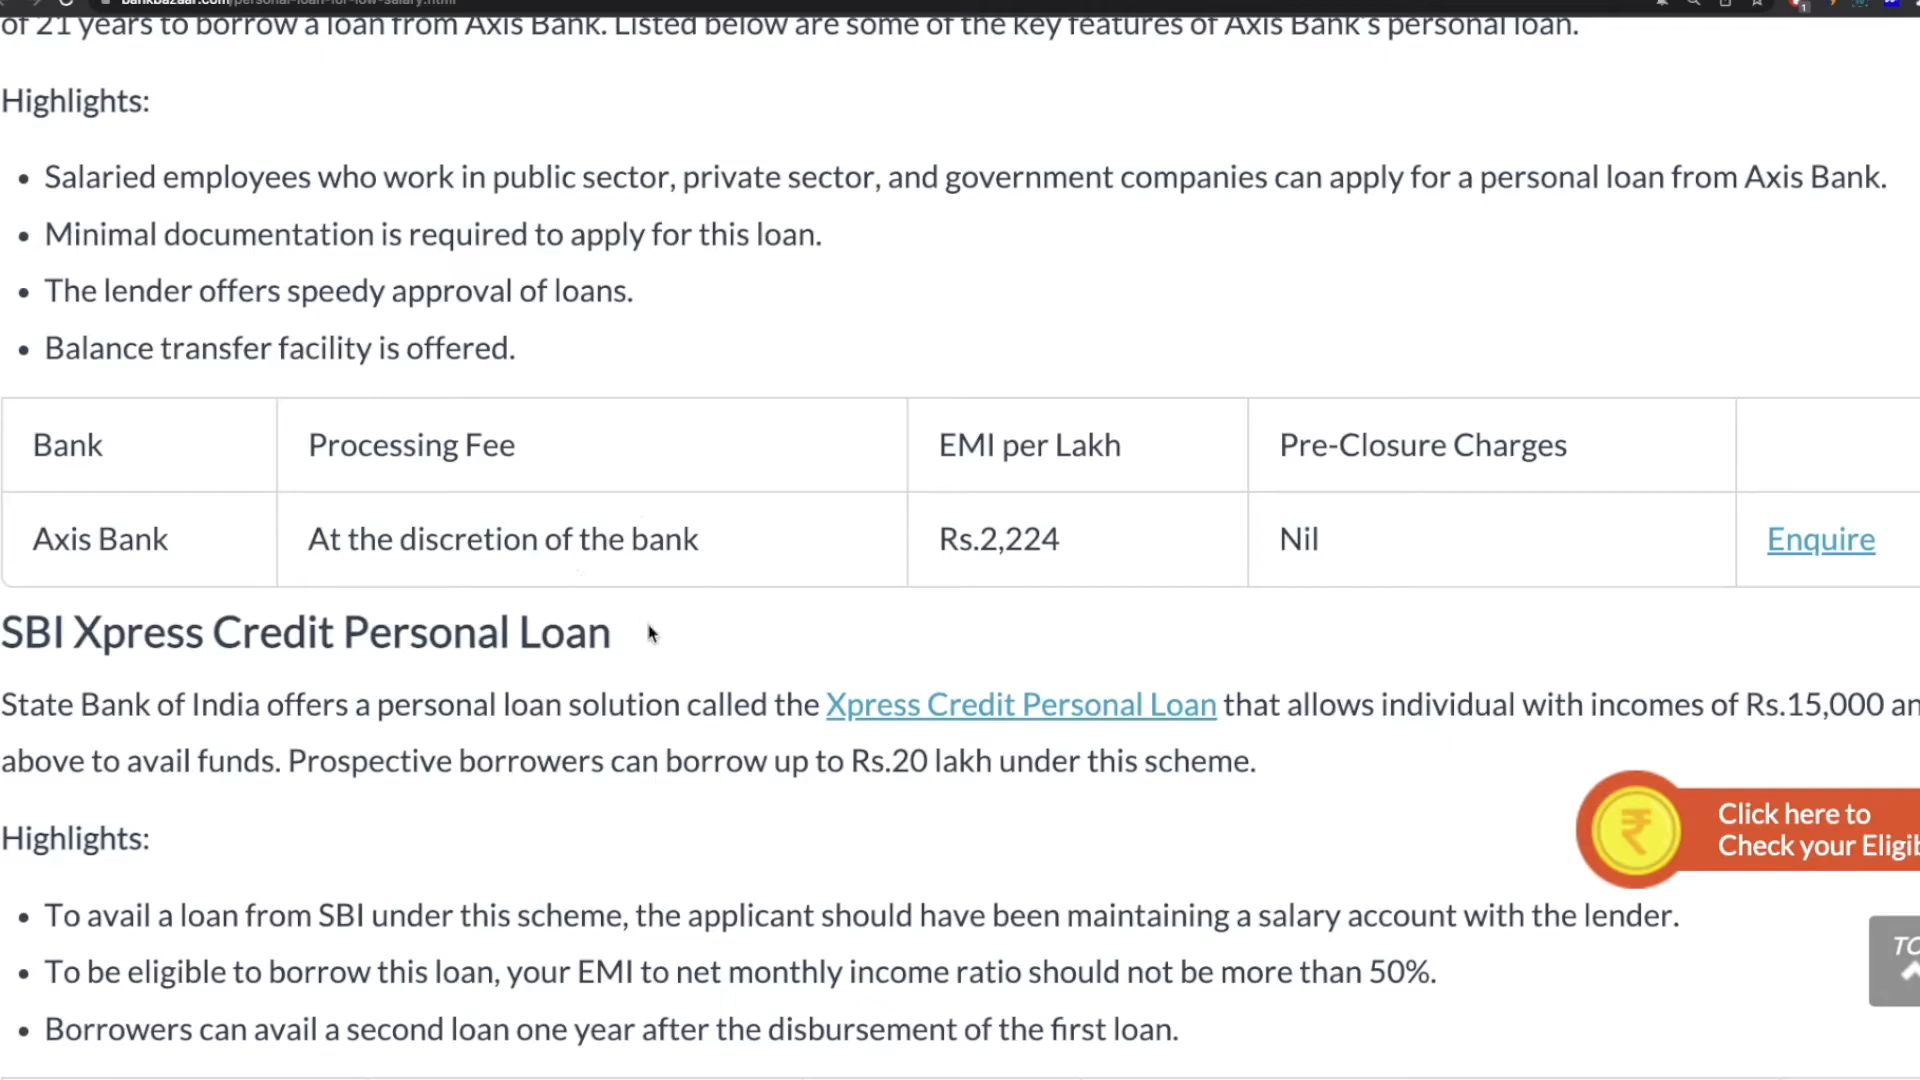 bankbazaar.com/personal-loan-for-low-salary.html
of 21 years to borrow a loan from Axis Bank. Listed below are some of the key features of Axis Bank's personal loan.
Highlights:
• Salaried employees who work in public sector, private sector, and government companies can apply for a personal loan from Axis Bank.
• Minimal documentation is required to apply for this loan.
• The lender offers speedy approval of loans.
• Balance transfer facility is offered.
Bank Processing Fee EMI per Lakh Pre-Closure Charges
Axis Bank At the discretion of the bank Rs.2,224 Nil Enquire
SBI Xpress Credit Personal Loan
State Bank of India offers a personal loan solution called the Xpress Credit Personal Loan that allows individual with incomes of Rs.15,000 an
above to avail funds. Prospective borrowers can borrow up to Rs.20 lakh under this scheme.
Click here to
Check your Eligib
Highlights:
• To avail a loan from SBI under this scheme, the applicant should have been maintaining a salary account with the lender.
TO
• To be eligible to borrow this loan, your EMI to net monthly income ratio should not be more than 50%.
• Borrowers can avail a second loan one year after the disbursement of the first loan.